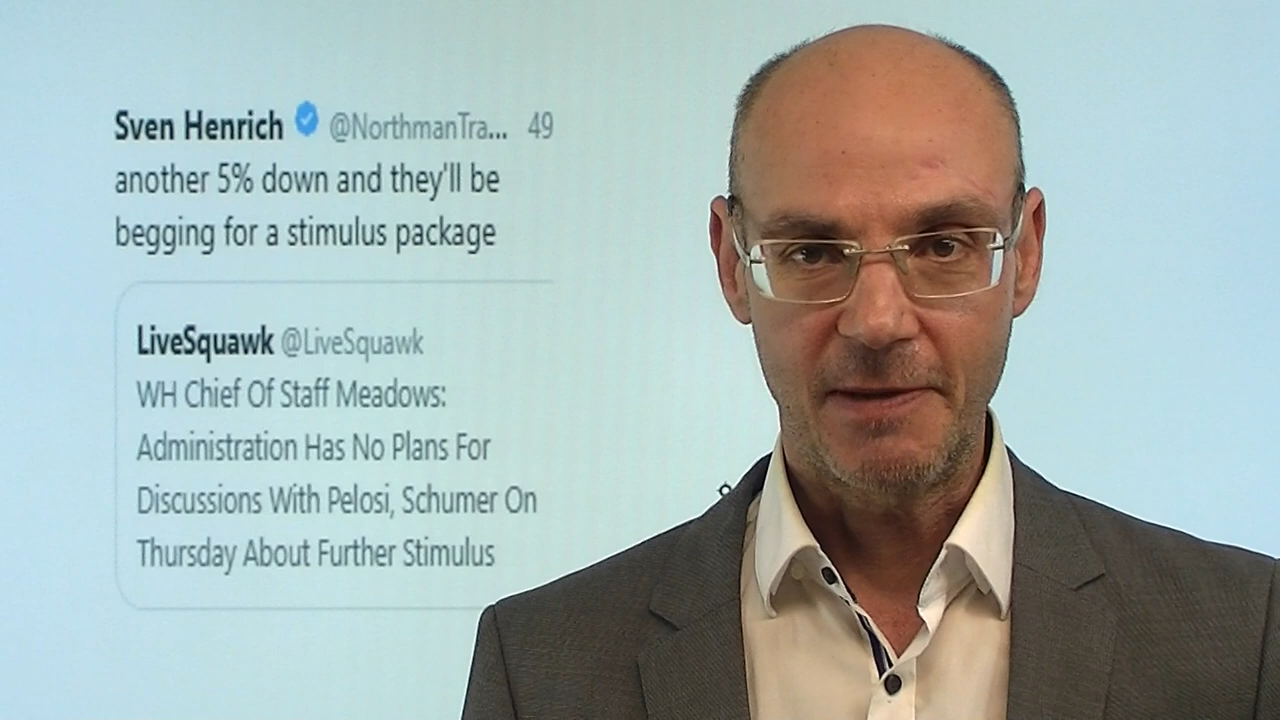 Sven Henrich @NorthmanTra... 49
another 5% down and they'll be
begging for a stimulus package
LiveSquawk @LiveSquawk
WH Chief Of Staff Meadows:
Administration Has No Plans For
Discussions With Pelosi, Schumer On
Thursday About Further Stimulus